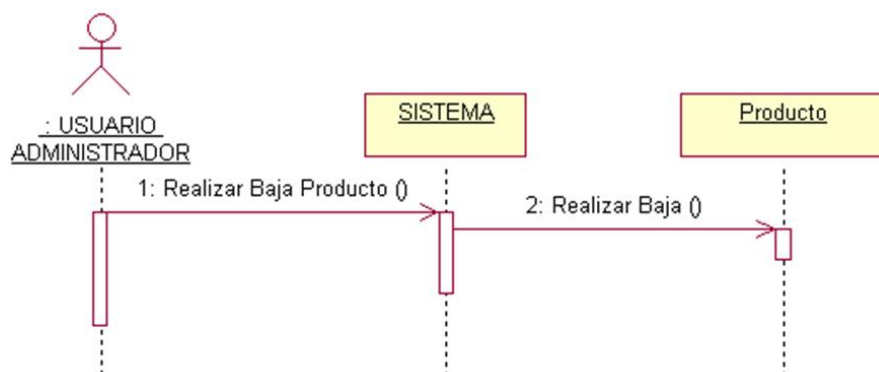 : USUARIO
ADMINISTRADOR
SISTEMA
Producto
1: Realizar Baja Producto ()
2: Realizar Baja ()